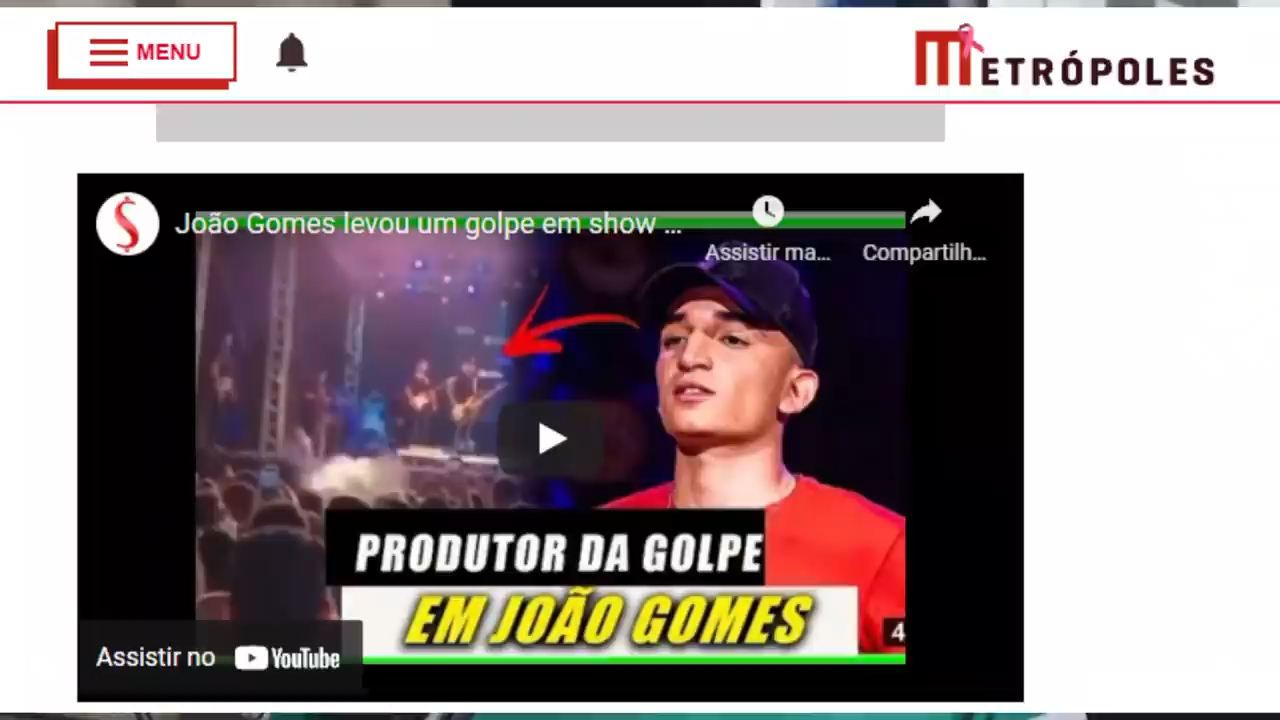 MENU
METRÓPOLES
João Gomes levou um golpe em show ...
Assistir ma...
Compartilh...
PRODUTOR DA GOLPE
EM JOÃO GOMES
4
Assistir no YouTube